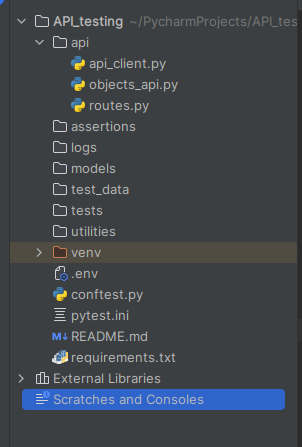 API_testing ~/PycharmProjects/API_tes
api
api_client.py
objects_api.py
routes.py
assertions
logs
models
test_data
tests
utilities
venv
.env
conftest.py
pytest.ini
README.md
requirements.txt
External Libraries
Scratches and Consoles